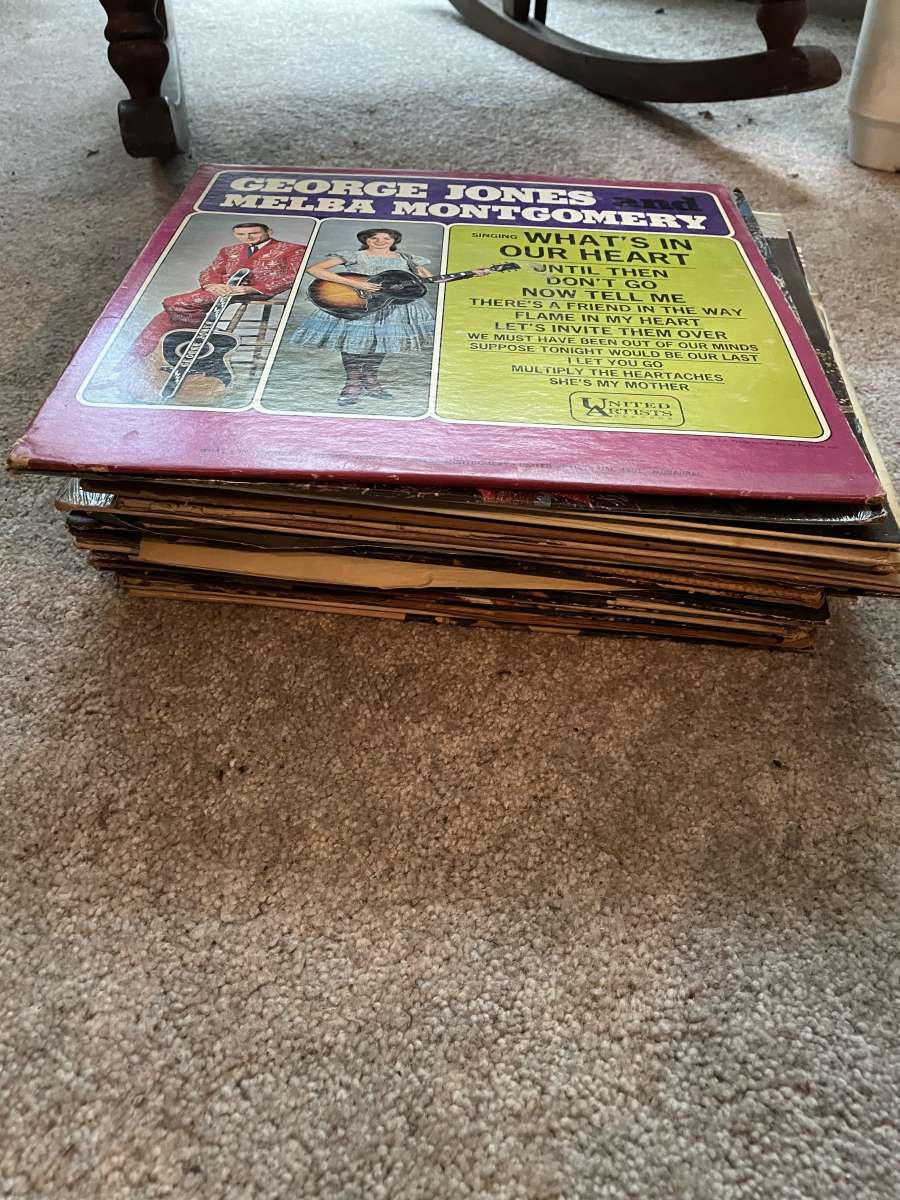 GEORGE JONES and
MELBA MONTGOMERY
SINGING WHAT'S IN
OUR HEART
UNTIL THEN
DON'T GO
NOW TELL ME
THERE'S A FRIEND IN THE WAY
FLAME IN MY HEART
LET'S INVITE THEM OVER
WE MUST HAVE BEEN OUT OF OUR MINDS
SUPPOSE TONIGHT WOULD BE OUR LAST
I LET YOU GO
MULTIPLY THE HEARTACHES
SHE'S MY MOTHER
UNITED
ARTISTS